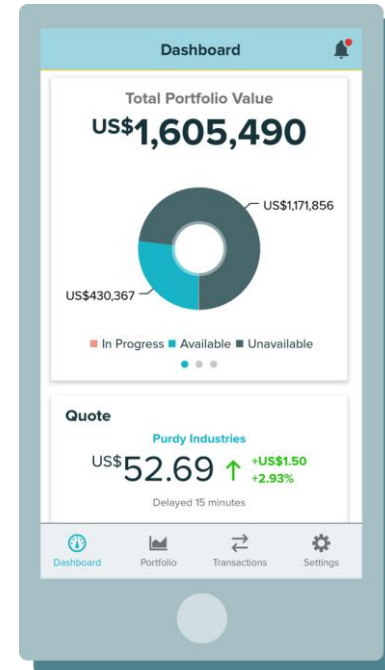 Dashboard
Total Portfolio Value
US$1,605,490
US$1,171,856
US$430,367
In Progress Available Unavailable
Quote
Purdy Industries
US$52.69 ↑ +US$1.50
+2.93%
Delayed 15 minutes
Dashboard Portfolio Transactions Settings